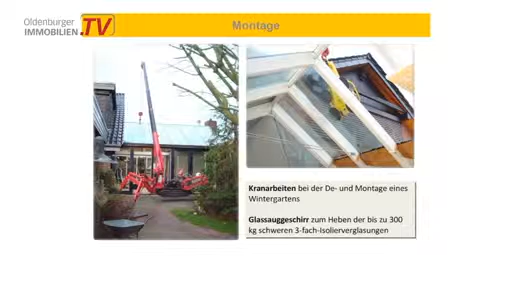 Oldenburger
IMMOBILIEN.TV
Montage
Kranarbeiten bei der De- und Montage eines
Wintergartens
Glassauggeschirr zum Heben der bis zu 300
kg schweren 3-fach-Isolierverglasungen